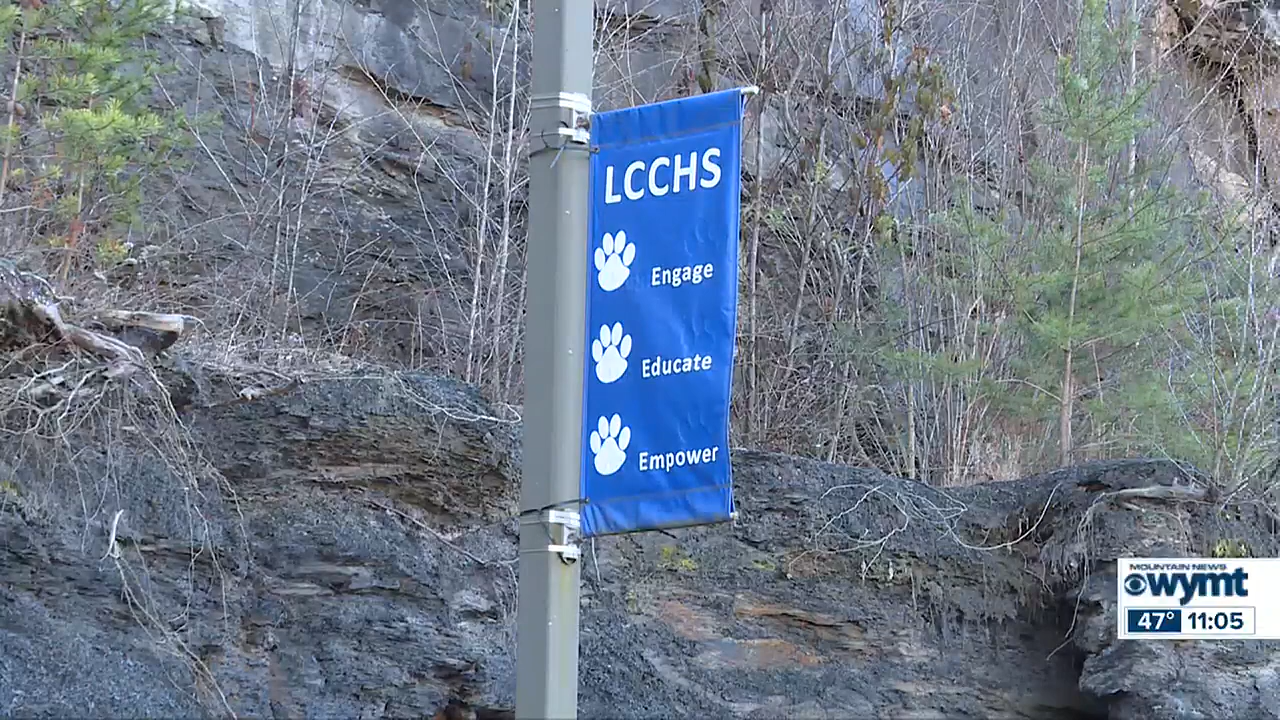 LCCHS
Engage
Educate
Empower
MOUNTAIN NEWS
wymt
47° 11:05